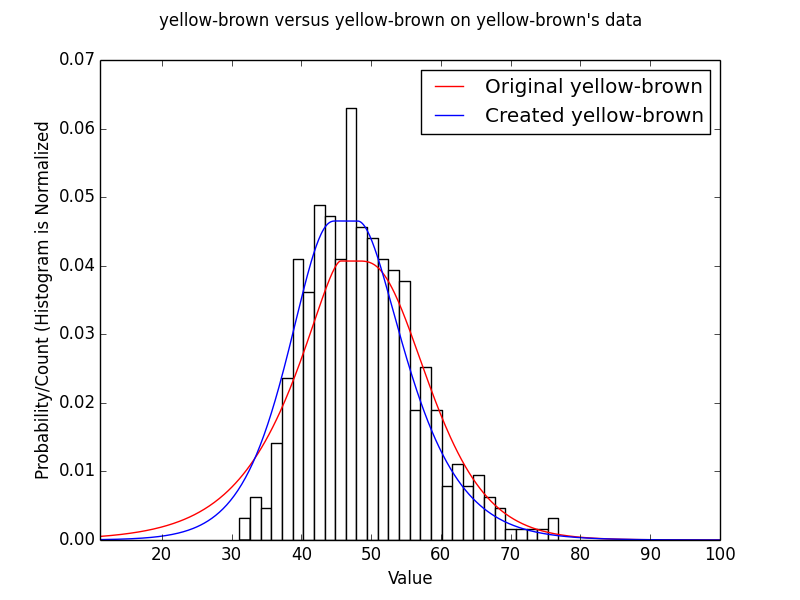 yellow-brown versus yellow-brown on yellow-brown's data
Original yellow-brown
Created yellow-brown
Probability/Count (Histogram is Normalized
0.07
0.06
0.05
0.04
0.03
0.02
0.01
0.00
20 30 40 50 60 70 80 90 100
Value